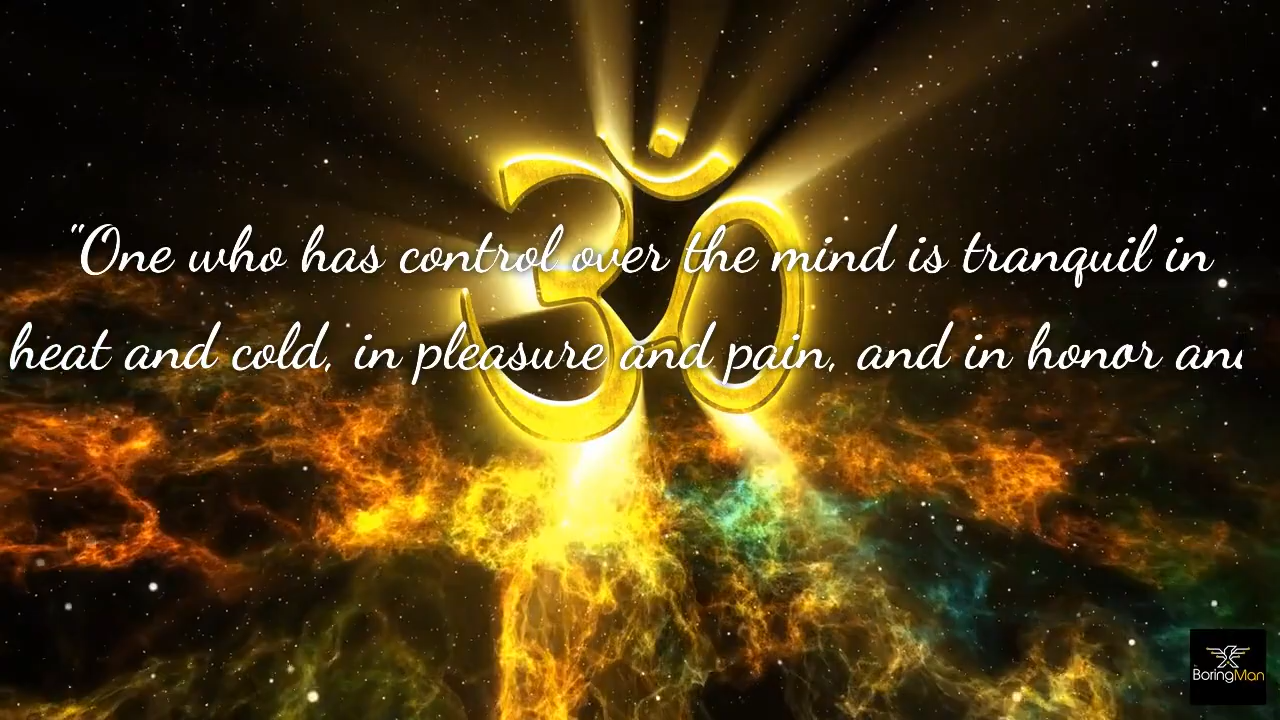 "One who has control over the mind is tranquil in
heat and cold, in pleasure and pain, and in honor and
ॐ
BoringMan